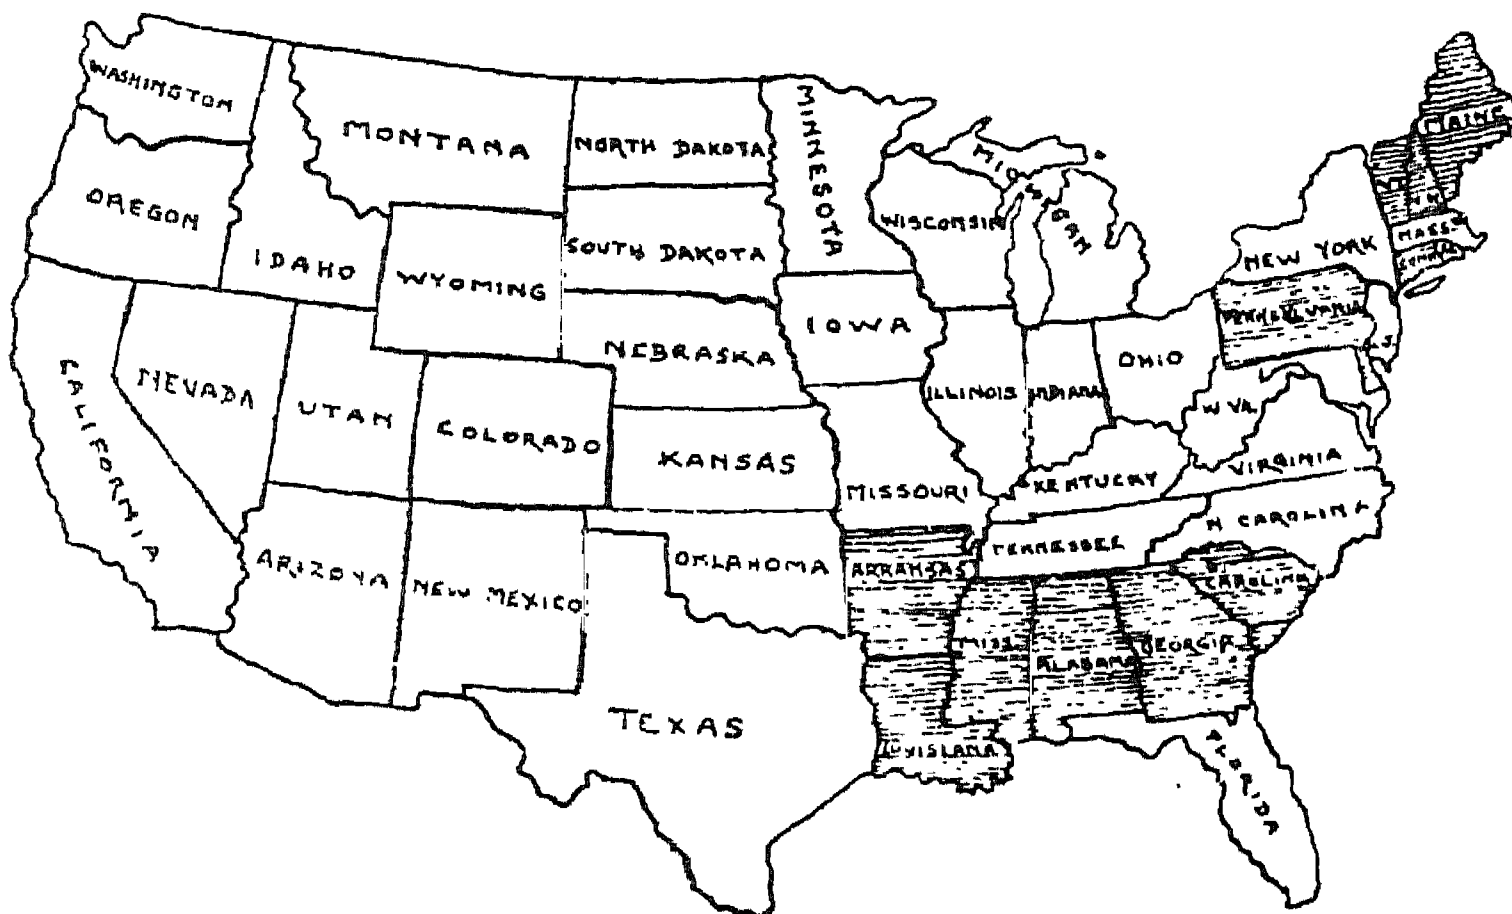 WASHINGTON
MONTANA
NORTH DAKOTA
MINNESOTA
MICHIGAN
MAINE
OREGON
IDAHO
WYOMING
SOUTH DAKOTA
WISCONSIN
VT
N.H.
NEW YORK
MASS
CALIFORNIA
NEVADA
UTAH
COLORADO
NEBRASKA
IOWA
ILLINOIS
INDIANA
OHIO
PENNSLVANIA
KANSAS
MISSOURI
KENTUCKY
W VA.
VIRGINIA
ARIZONA
NEW MEXICO
OKLAHOMA
ARKANSAS
TENNESSEE
N CAROLINA
S
CAROLINA
TEXAS
LOUISIANA
MISS.
ALABAMA
GEORGIA
FLORIDA